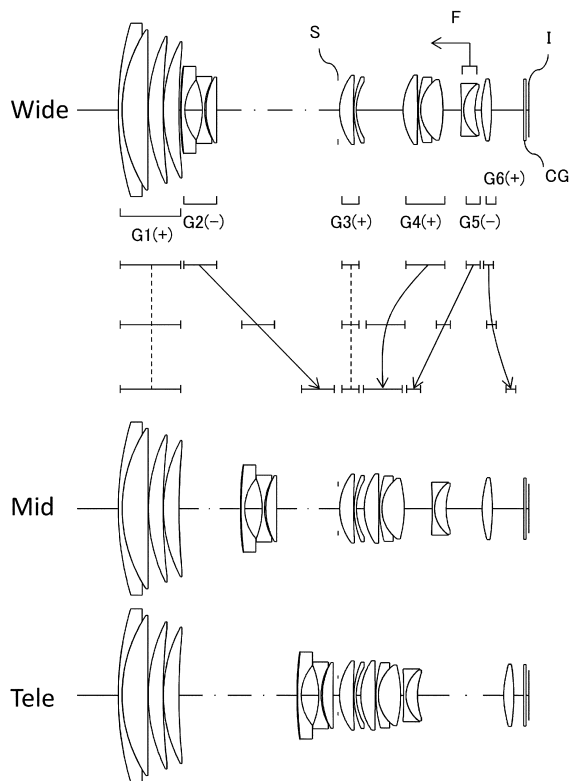 S
F
I
Wide
CG
G6(+)
G1(+)
G2(−)
G3(+)
G4(+)
G5(−)
Mid
Tele